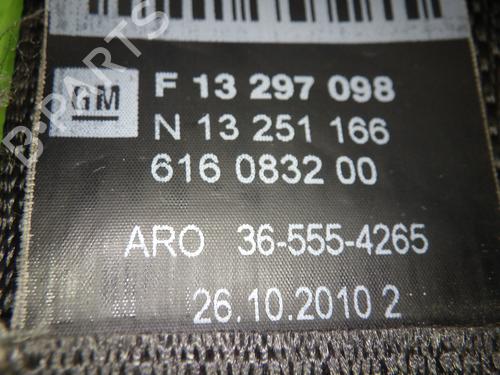 B-PARTS
GM
F 13 297 098
N 13 251 166
616 0832 00
ARO 36-555-4265
26.10.2010 2